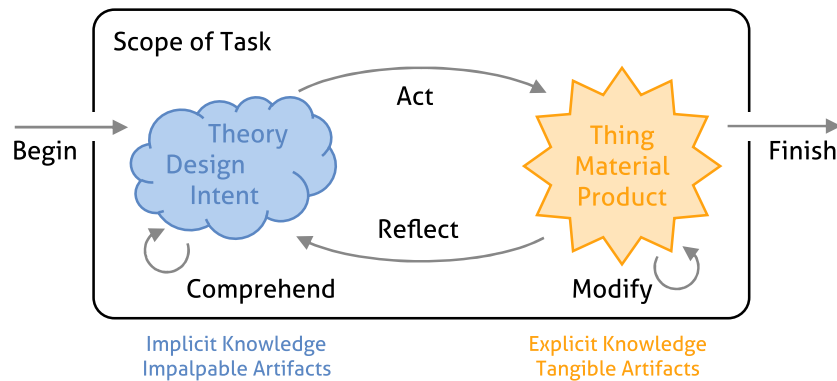 Scope of Task
Act
Begin
Theory
Design
Intent
Thing
Material
Product
Finish
Reflect
Comprehend
Modify
Implicit Knowledge
Impalpable Artifacts
Explicit Knowledge
Tangible Artifacts